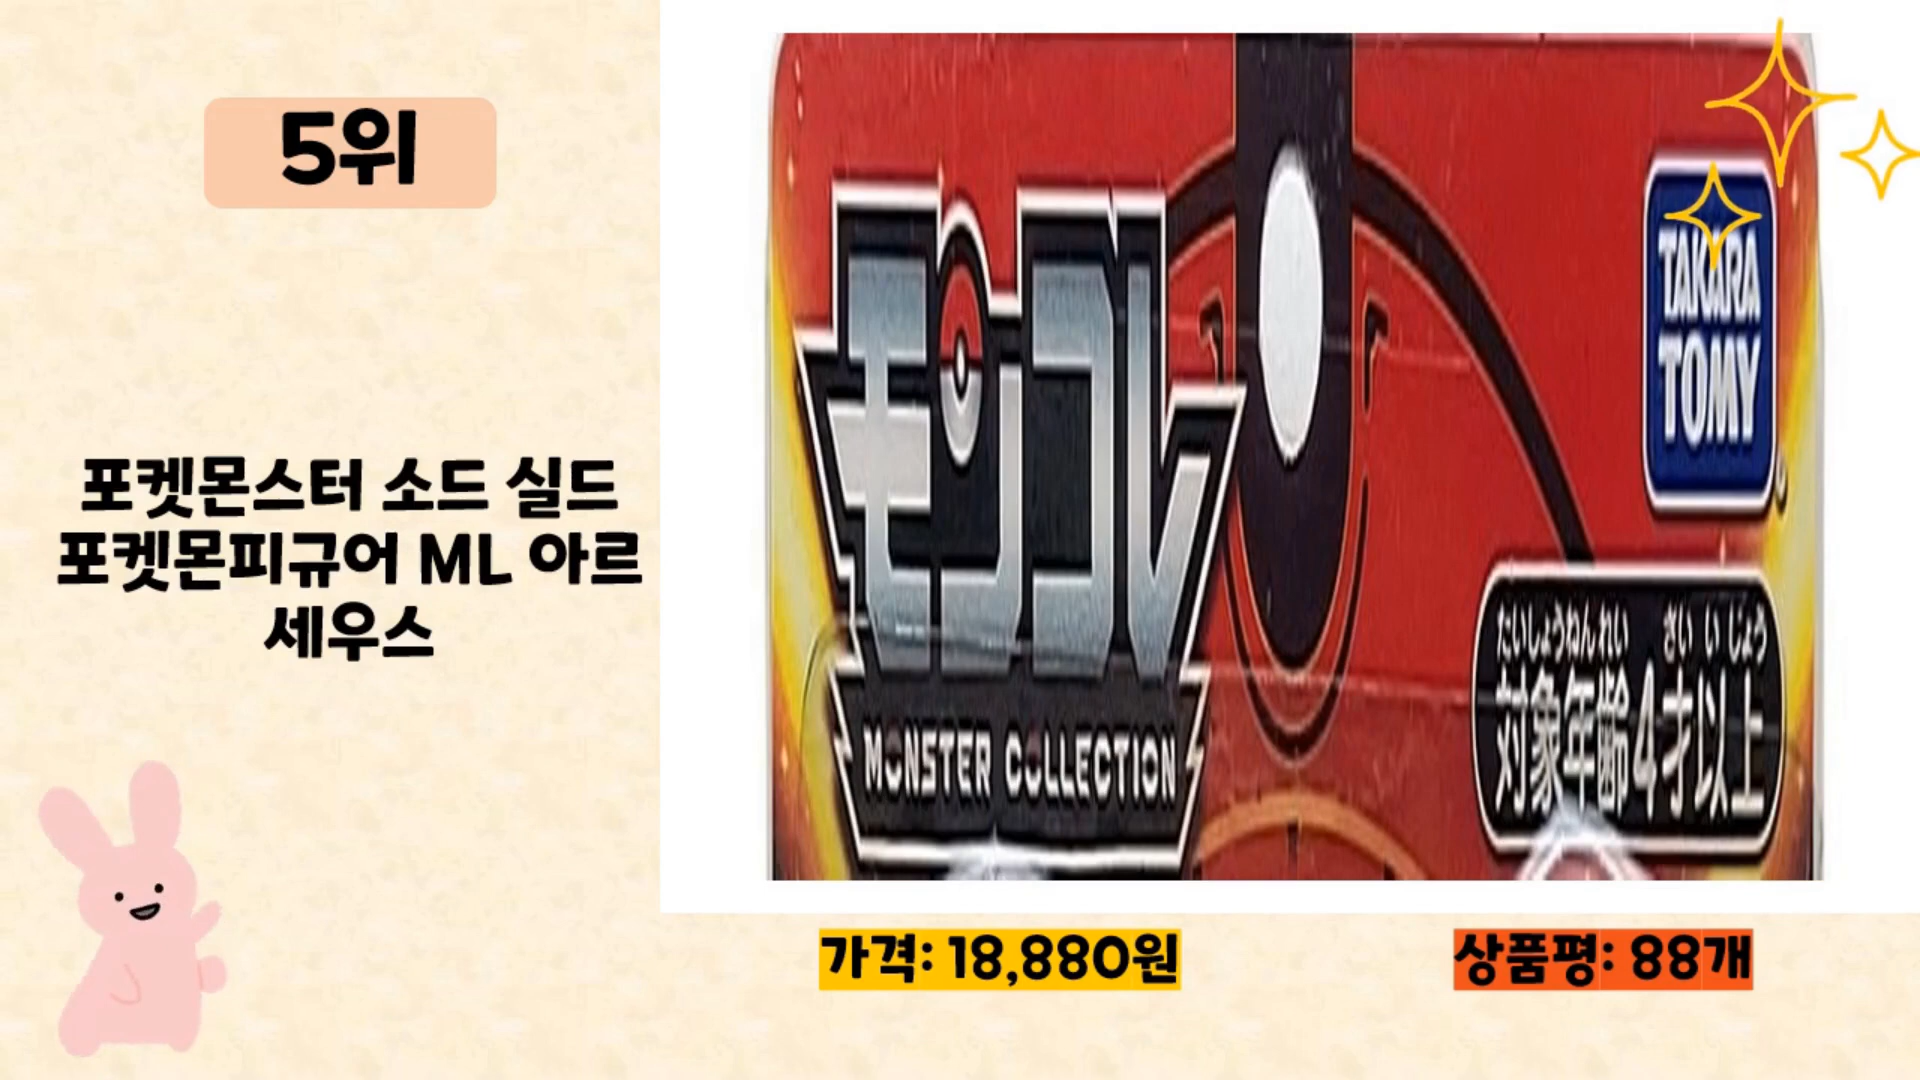 5위
포켓몬스터 소드 실드
포켓몬피규어 ML 아르
세우스
モンコレ
MONSTER COLLECTION
TAKARA
TOMY
たいしょうねんれい さい い じょう
対象年齢4才以上
가격: 18,880원
상품평: 88개